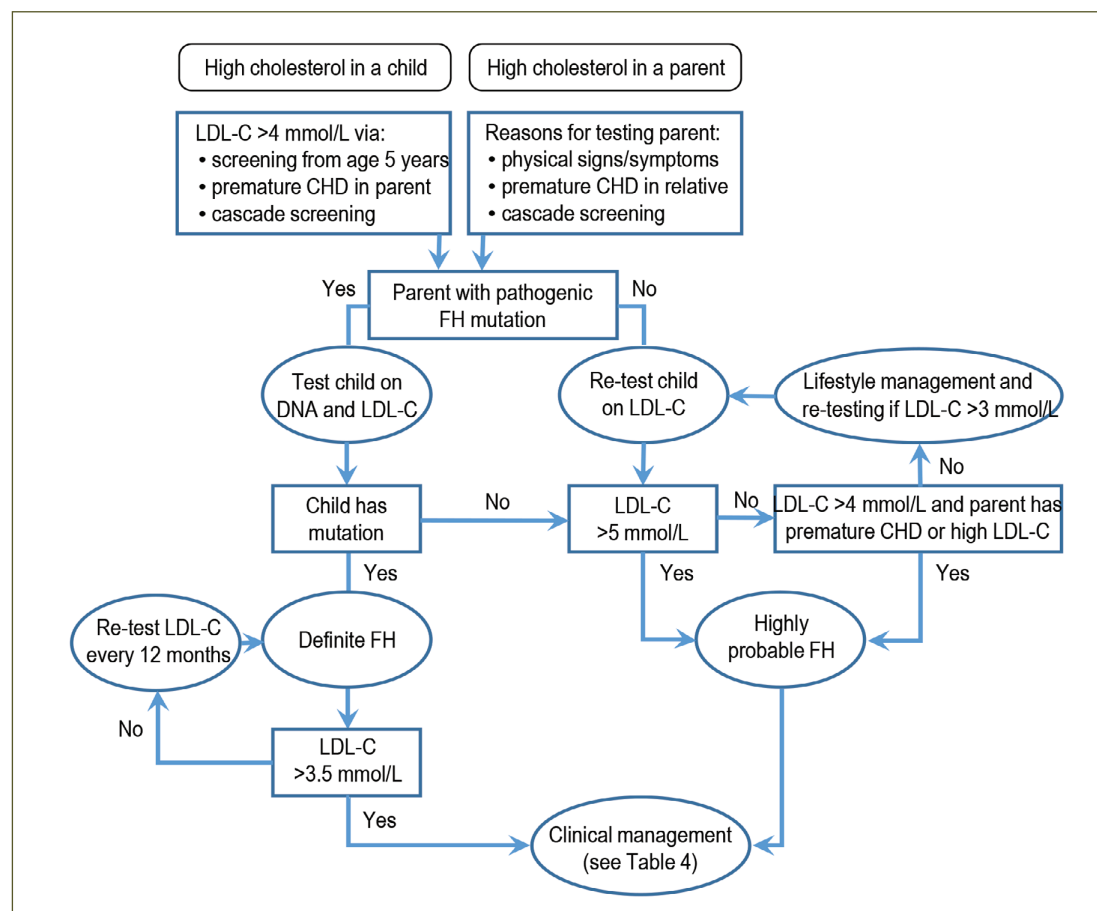 High cholesterol in a child
High cholesterol in a parent
LDL-C >4 mmol/L via:
• screening from age 5 years
• premature CHD in parent
• cascade screening
Reasons for testing parent:
• physical signs/symptoms
• premature CHD in relative
• cascade screening
Yes
Parent with pathogenic
FH mutation
No
Test child on
DNA and LDL-C
Re-test child
on LDL-C
Lifestyle management and
re-testing if LDL-C >3 mmol/L
No
Child has
mutation
No
LDL-C
>5 mmol/L
No
LDL-C >4 mmol/L and parent has
premature CHD or high LDL-C
Yes
Yes
Yes
Re-test LDL-C
every 12 months
Definite FH
Highly
probable FH
No
LDL-C
>3.5 mmol/L
Yes
Clinical management
(see Table 4)